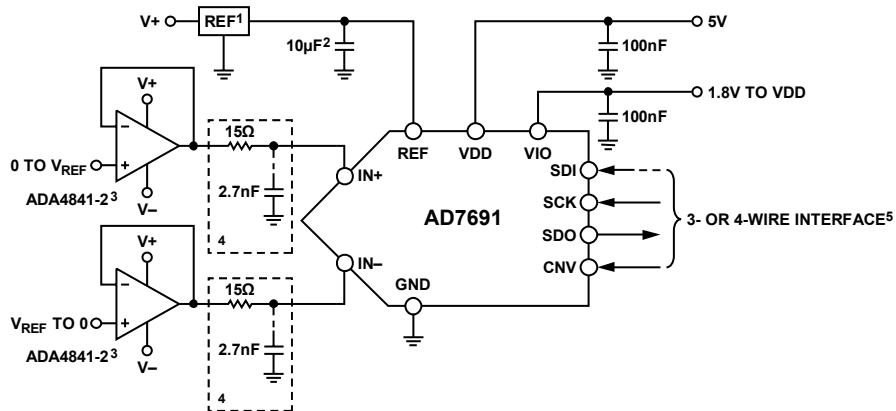 V+
REF1
10µF2
100nF
5V
100nF
1.8V TO VDD
V+
–
+
0 TO VREF
ADA4841-23
V–
15Ω
2.7nF
4
REF
VDD
VIO
IN+
IN–
AD7691
GND
SDI
SCK
SDO
CNV
3- OR 4-WIRE INTERFACE5
V+
–
+
VREF TO 0
ADA4841-23
V–
15Ω
2.7nF
4